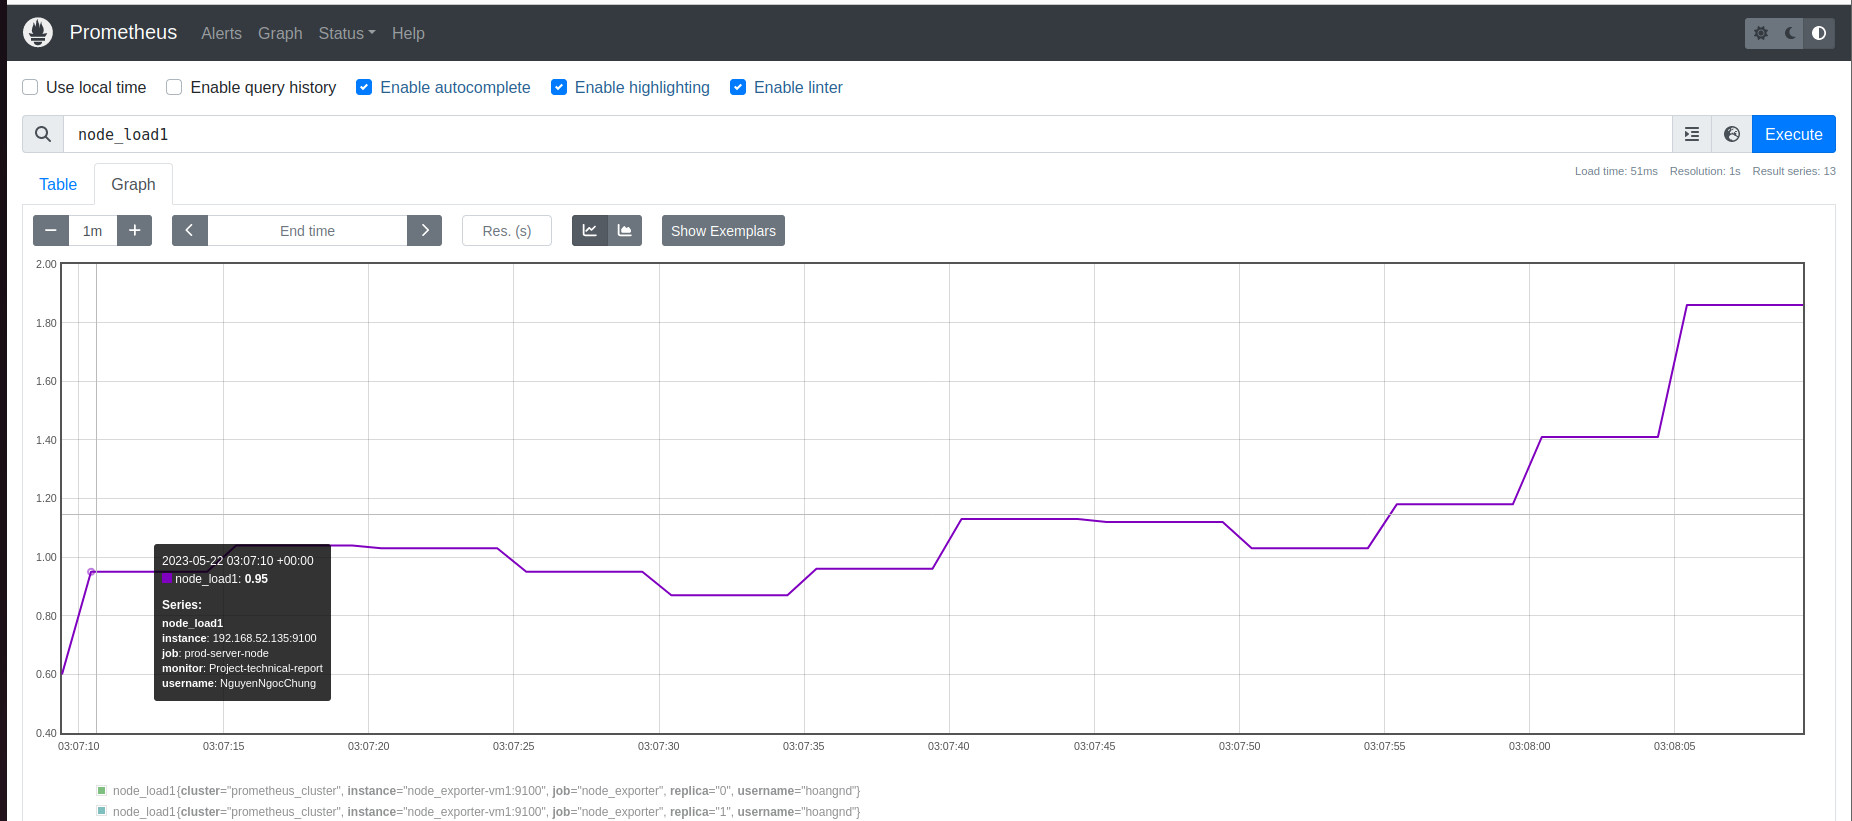 Prometheus Alerts Graph Status Help
Use local time Enable query history Enable autocomplete Enable highlighting Enable linter
node_load1 Execute
Table Graph Load time: 51ms Resolution: 1s Result series: 13
1m End time Res. (s) Show Exemplars
2.00
1.80
1.60
1.40
1.20
1.00
0.80
0.60
0.40
2023-05-22 03:07:10 +00:00
node_load1: 0.95
Series:
node_load1
instance: 192.168.52.135:9100
job: prod-server-node
monitor: Project-technical-report
username: NguyenNgocChung
03:07:10 03:07:15 03:07:20 03:07:25 03:07:30 03:07:35 03:07:40 03:07:45 03:07:50 03:07:55 03:08:00 03:08:05
node_load1{cluster="prometheus_cluster", instance="node_exporter-vm1:9100", job="node_exporter", replica="0", username="hoangnd"}
node_load1{cluster="prometheus_cluster", instance="node_exporter-vm1:9100", job="node_exporter", replica="1", username="hoangnd"}